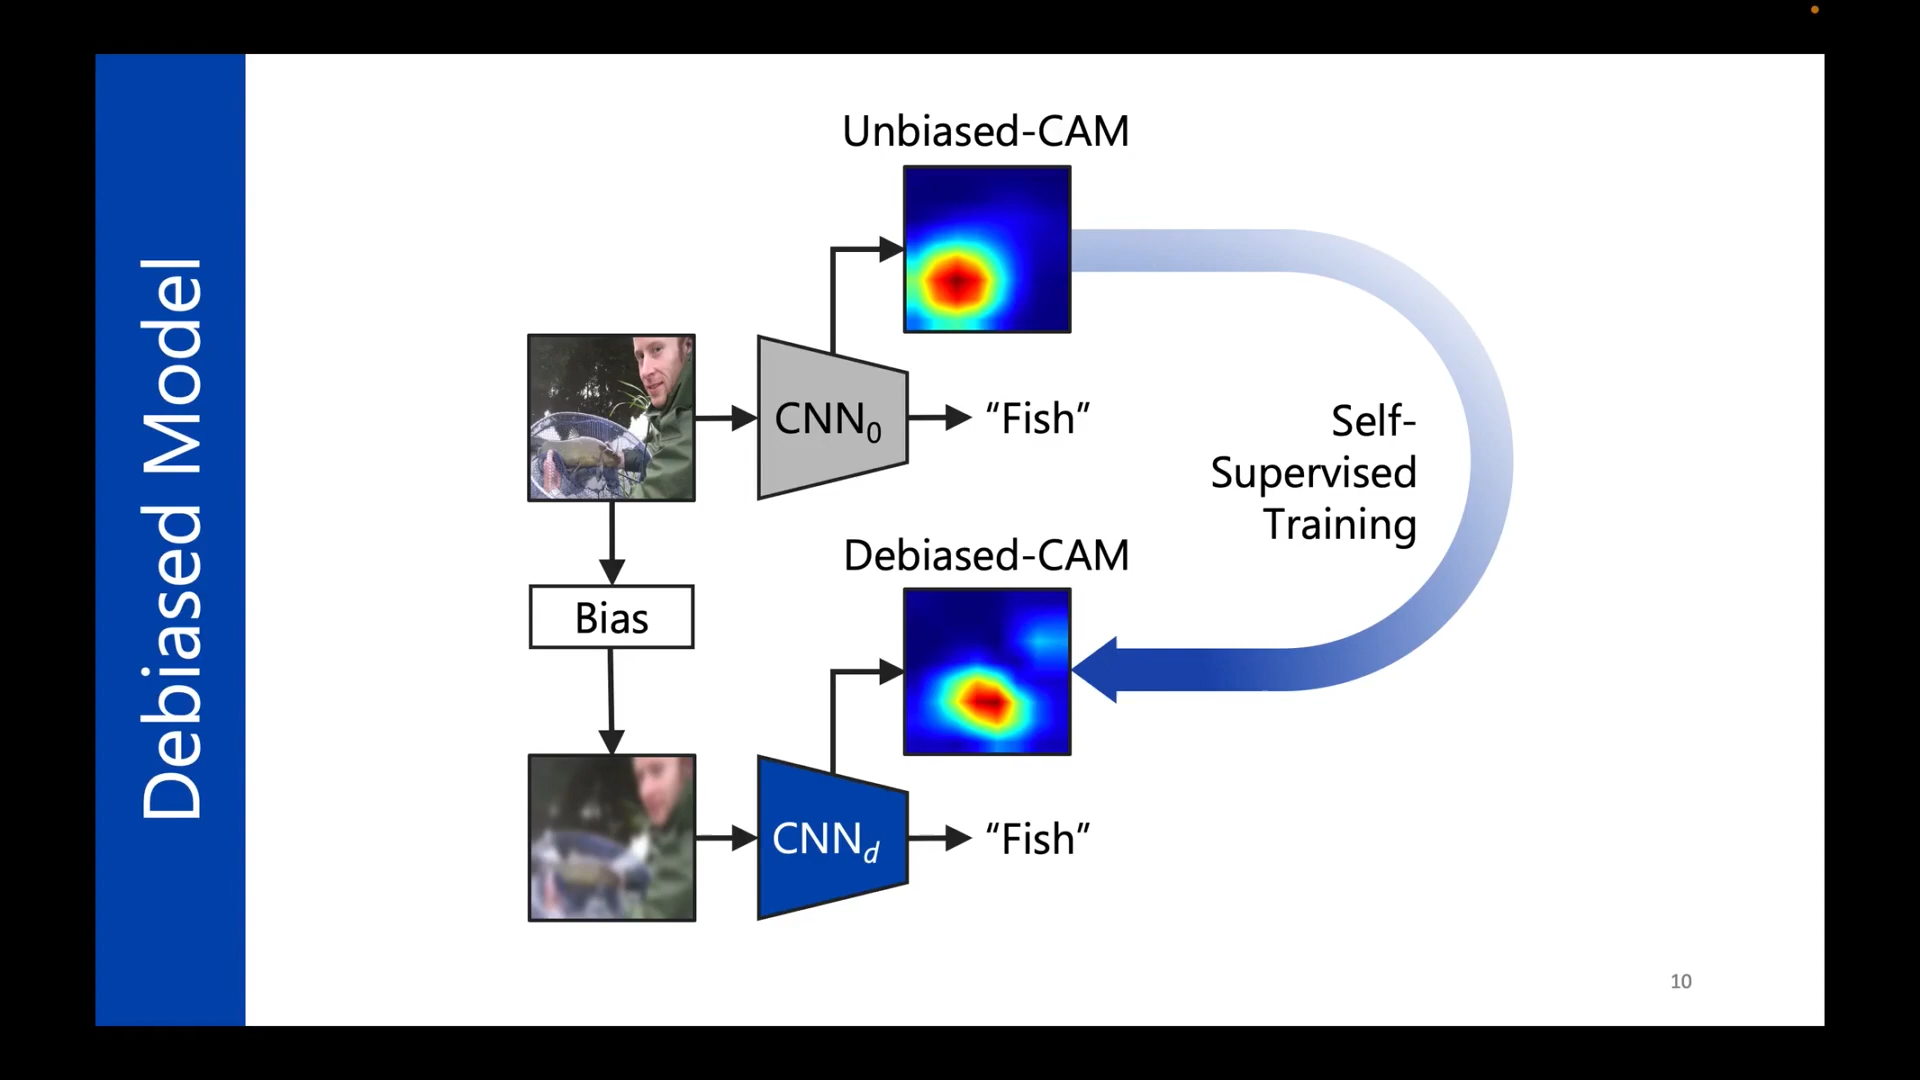 Debiased Model
Unbiased-CAM
CNN0
“Fish”
Self-
Supervised
Training
Debiased-CAM
Bias
CNNd
“Fish”
10